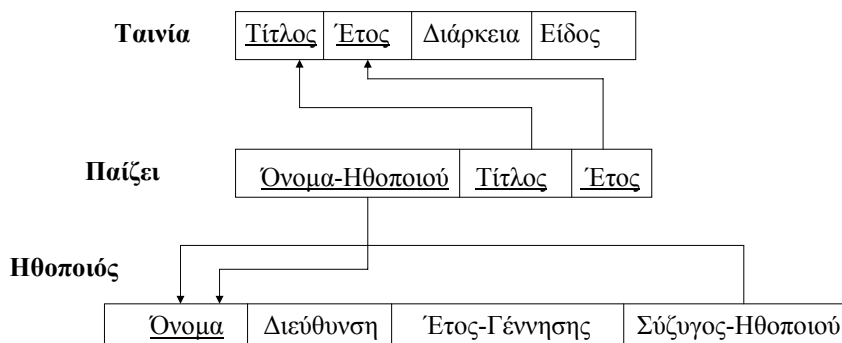 Ταινία Τίτλος Έτος Διάρκεια Είδος
Παίζει Όνομα-Ηθοποιού Τίτλος Έτος
Ηθοποιός
Όνομα Διεύθυνση Έτος-Γέννησης Σύζυγος-Ηθοποιού